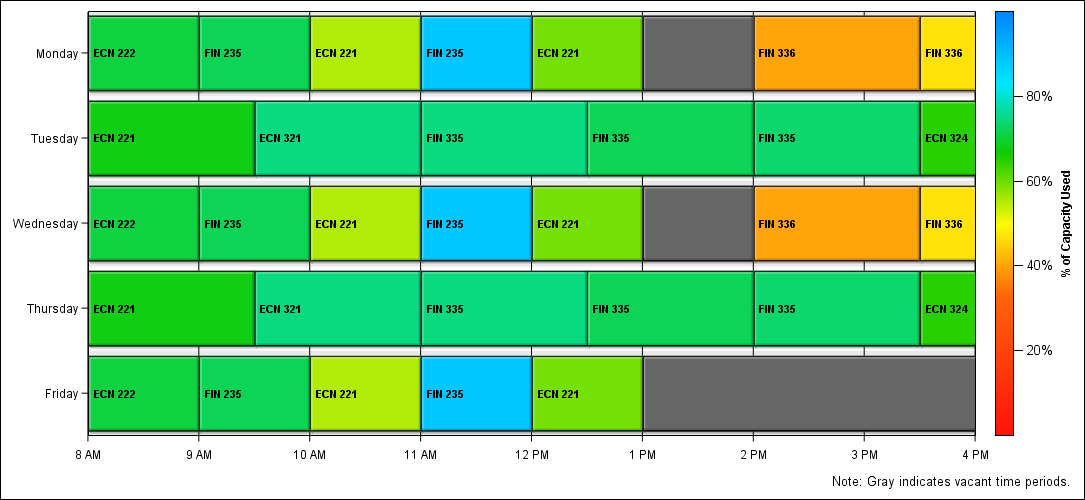 Monday ECN 222 FIN 235 ECN 221 FIN 235 ECN 221 FIN 336 FIN 336
80%
Tuesday ECN 221 ECN 321 FIN 335 FIN 335 FIN 335 ECN 324
60%
Wednesday ECN 222 FIN 235 ECN 221 FIN 235 ECN 221 FIN 336 FIN 336
% of Capacity Used
40%
Thursday ECN 221 ECN 321 FIN 335 FIN 335 FIN 335 ECN 324
20%
Friday ECN 222 FIN 235 ECN 221 FIN 235 ECN 221
8 AM 9 AM 10 AM 11 AM 12 PM 1 PM 2 PM 3 PM 4 PM
Note: Gray indicates vacant time periods.